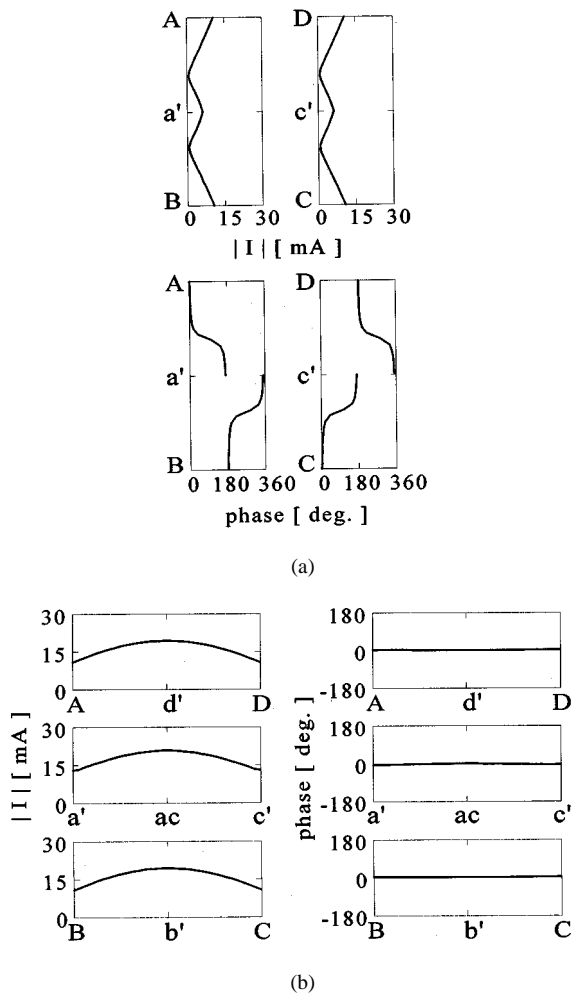 A D
a' c'
B C
0 15 30 0 15 30
| I | [ mA ]
A D
a' c'
B C
0 180 360 0 180 360
phase [ deg. ]
(a)
30 180
15 0
0 -180
A d' D A d' D
30 180
15 0
0 -180
a' ac c' a' ac c'
30 180
15 0
0 -180
B b' C B b' C
| I | [ mA ]
phase [ deg. ]
(b)